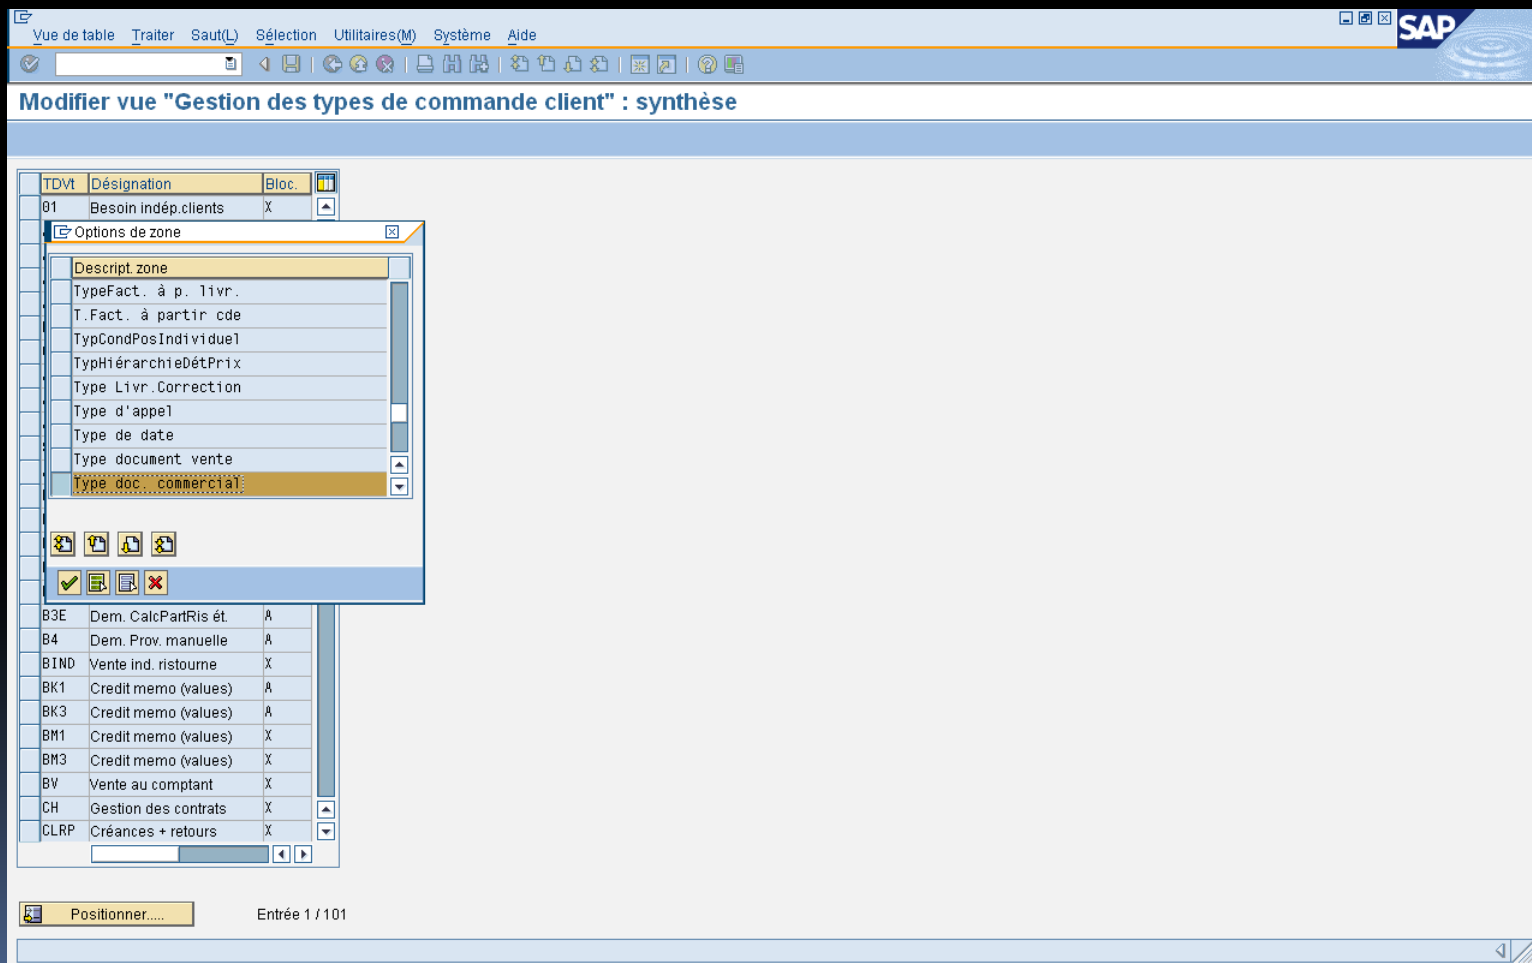 Vue de table Traiter Saut(L) Sélection Utilitaires(M) Système Aide
SAP
Modifier vue "Gestion des types de commande client" : synthèse
TDVt Désignation Bloc.
01 Besoin indép.clients X
Options de zone
Descript. zone
TypeFact. à p. livr.
T.Fact. à partir cde
TypCondPosIndividuel
TypHiérarchieDétPrix
Type Livr.Correction
Type d'appel
Type de date
Type document vente
Type doc. commercial
B3E Dem. CalcPartRis ét. A
B4 Dem. Prov. manuelle A
BIND Vente ind. ristourne X
BK1 Credit memo (values) A
BK3 Credit memo (values) A
BM1 Credit memo (values) X
BM3 Credit memo (values) X
BV Vente au comptant X
CH Gestion des contrats X
CLRP Créances + retours X
Positionner..... Entrée 1 / 101